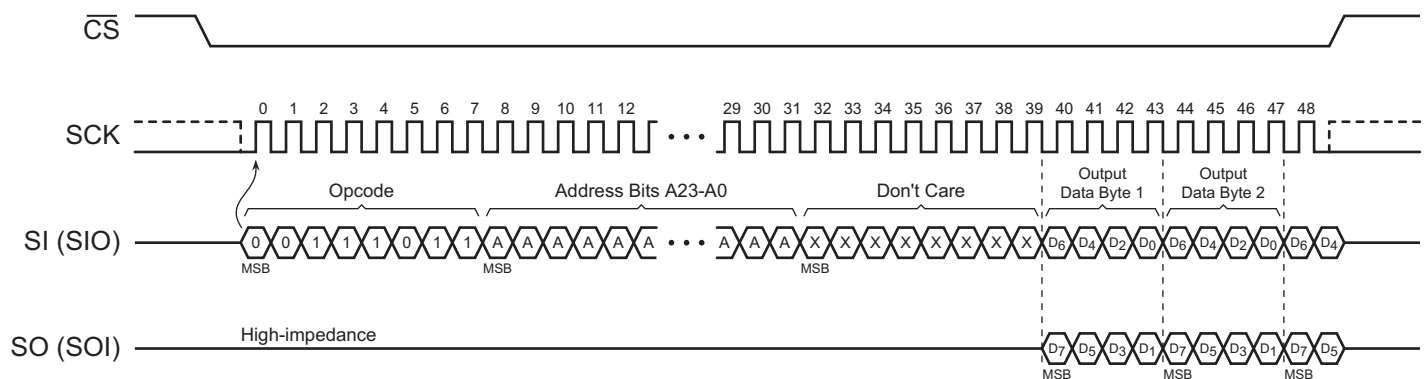 CS
SCK
0 1 2 3 4 5 6 7 8 9 10 11 12 29 30 31 32 33 34 35 36 37 38 39 40 41 42 43 44 45 46 47 48
Opcode
Address Bits A23-A0
Don't Care
Output
Data Byte 1
Output
Data Byte 2
SI (SIO)
0 0 1 1 1 0 1 1 A A A A A A A A A X X X X X X X X D6 D4 D2 D0 D6 D4 D2 D0 D6 D4
MSB MSB MSB
High-impedance
SO (SOI)
D7 D5 D3 D1 D7 D5 D3 D1 D7 D5
MSB MSB MSB